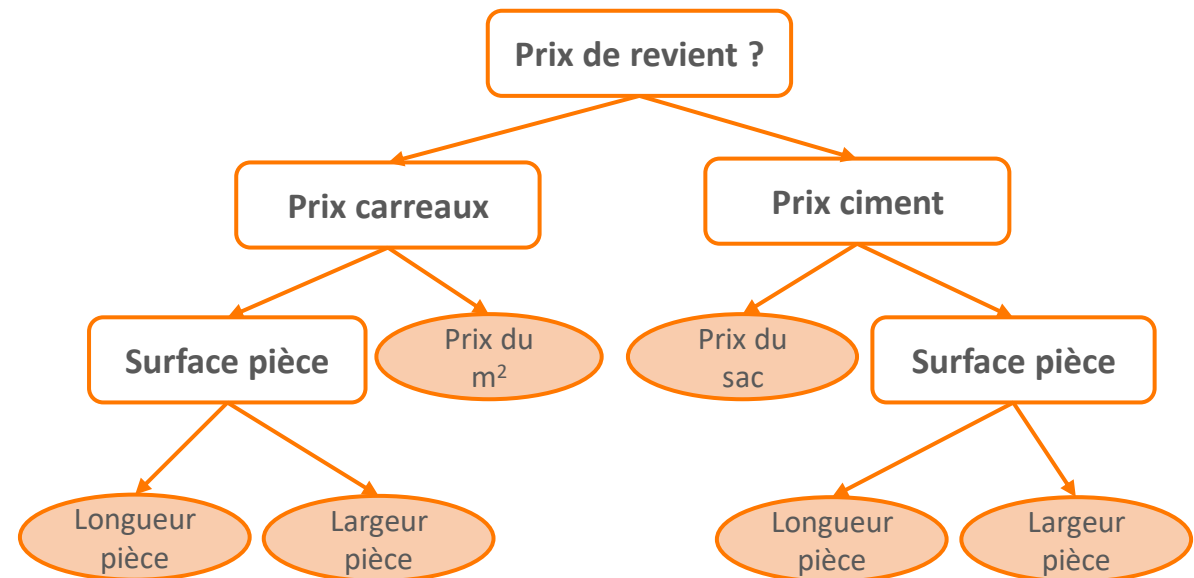 Prix de revient ?
Prix carreaux
Prix ciment
Surface pièce
Prix du
m²
Prix du
sac
Surface pièce
Longueur
pièce
Largeur
pièce
Longueur
pièce
Largeur
pièce